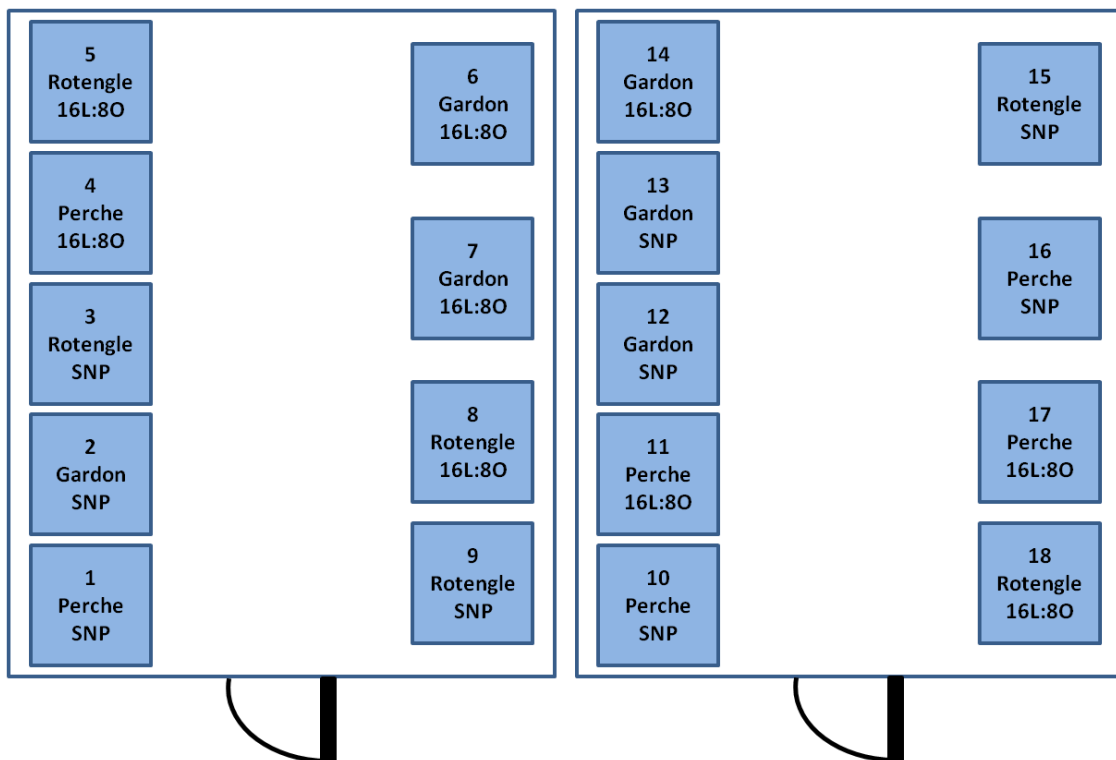 5
Rotengle
16L:8O
4
Perche
16L:8O
3
Rotengle
SNP
2
Gardon
SNP
1
Perche
SNP
6
Gardon
16L:8O
7
Gardon
16L:8O
8
Rotengle
16L:8O
9
Rotengle
SNP
14
Gardon
16L:8O
13
Gardon
SNP
12
Gardon
SNP
11
Perche
16L:8O
10
Perche
SNP
15
Rotengle
SNP
16
Perche
SNP
17
Perche
16L:8O
18
Rotengle
16L:8O